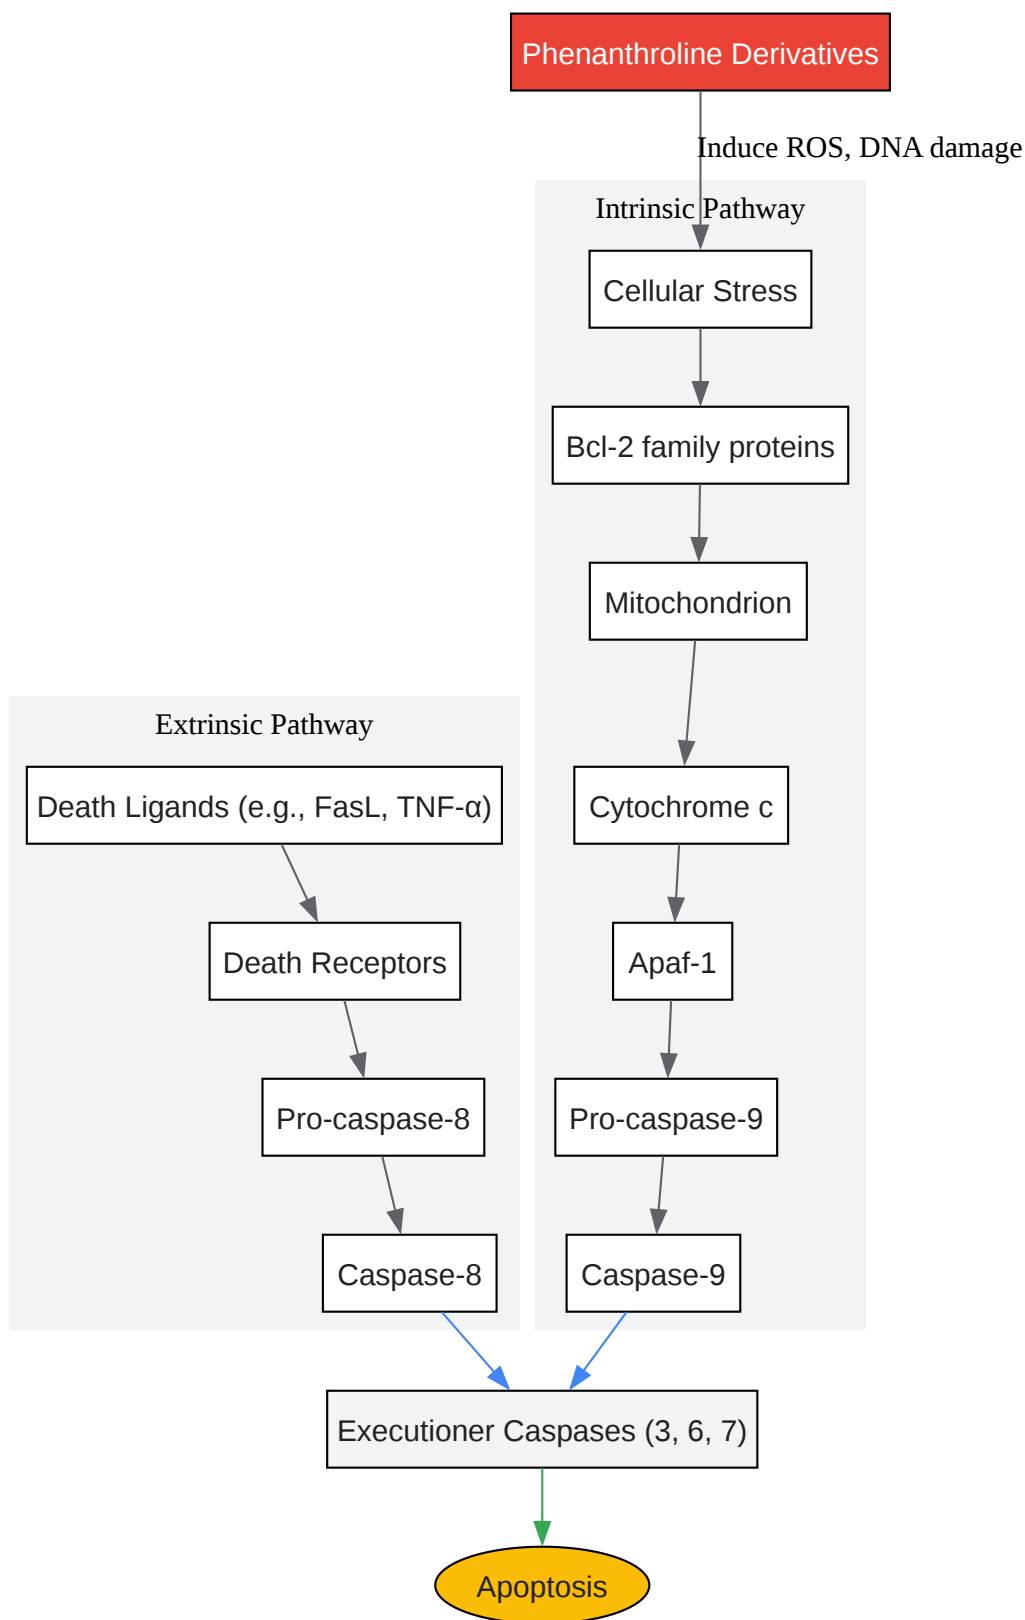 Phenanthroline Derivatives
Induce ROS, DNA damage
Intrinsic Pathway
Cellular Stress
Bcl-2 family proteins
Mitochondrion
Extrinsic Pathway
Death Ligands (e.g., FasL, TNF-α)
Cytochrome c
Death Receptors
Apaf-1
Pro-caspase-8
Pro-caspase-9
Caspase-8
Caspase-9
Executioner Caspases (3, 6, 7)
Apoptosis